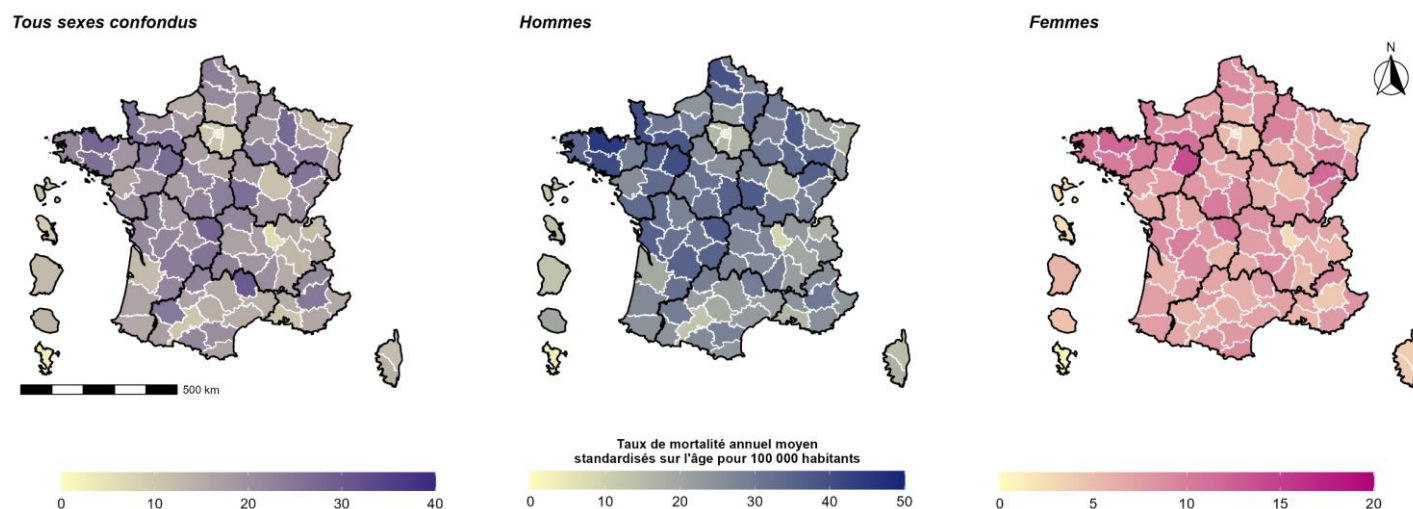 Tous sexes confondus
Hommes
Femmes
N
500 km
Taux de mortalité annuel moyen
standardisés sur l'âge pour 100 000 habitants
0 10 20 30 40
0 10 20 30 40 50
0 5 10 15 20